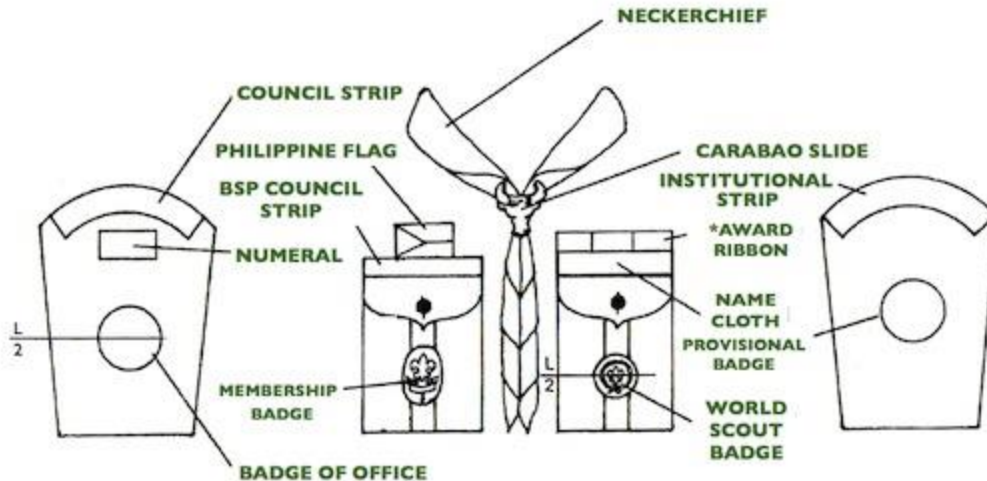 NECKERCHIEF
COUNCIL STRIP
PHILIPPINE FLAG
CARABAO SLIDE
BSP COUNCIL
STRIP
INSTITUTIONAL
STRIP
*AWARD
RIBBON
NUMERAL
NAME
CLOTH
L
2
PROVISIONAL
BADGE
L
2
MEMBERSHIP
BADGE
WORLD
SCOUT
BADGE
BADGE OF OFFICE